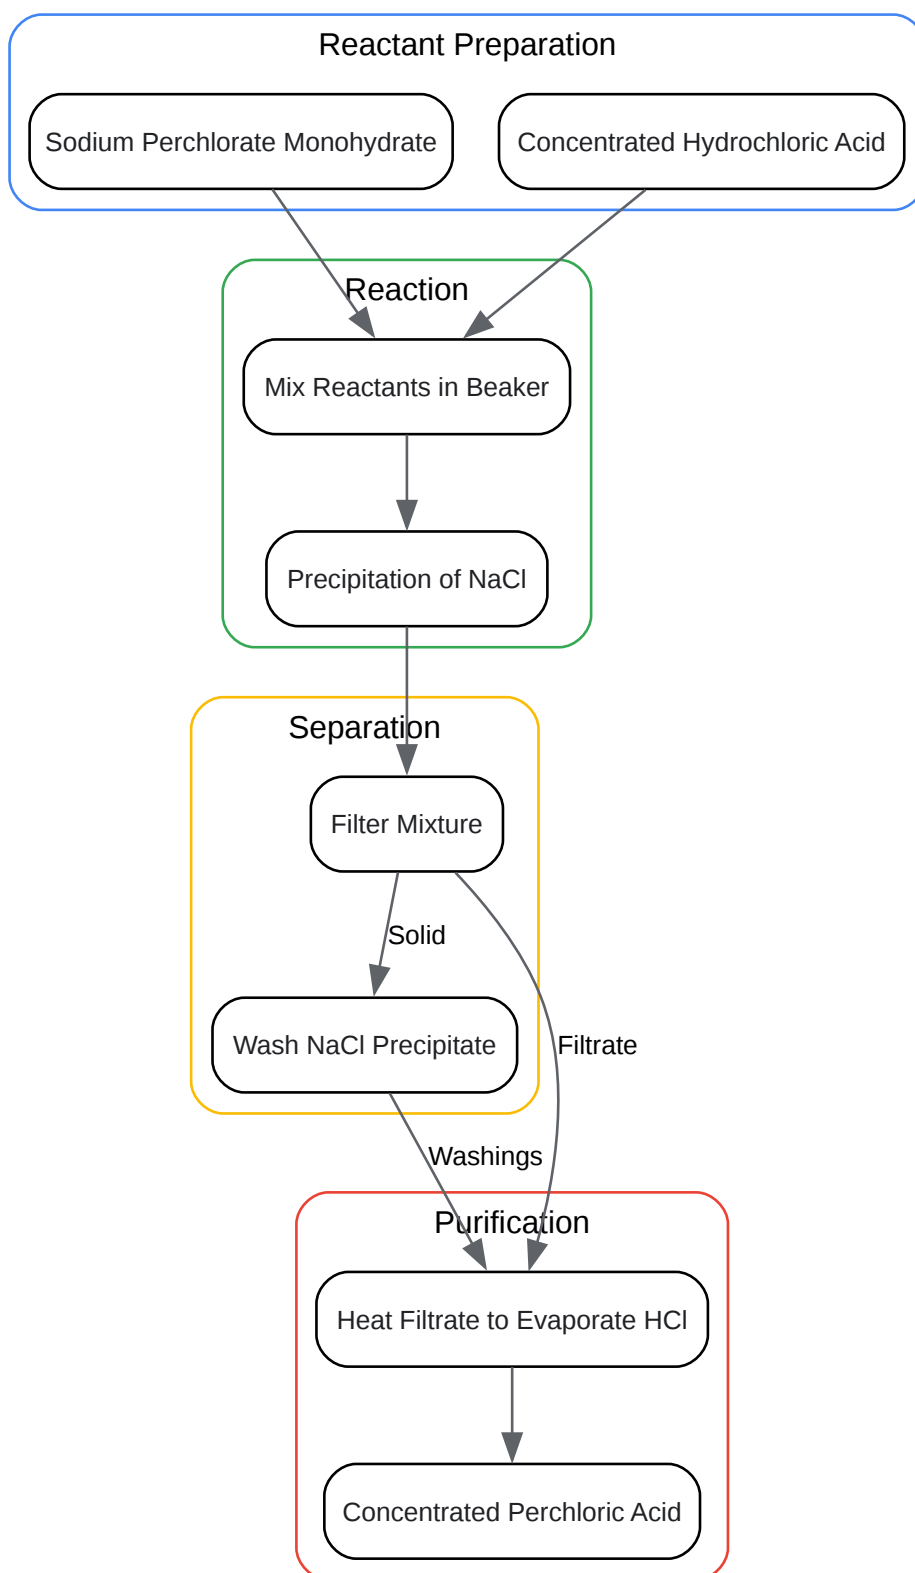 Reactant Preparation
Sodium Perchlorate Monohydrate
Concentrated Hydrochloric Acid
Reaction
Mix Reactants in Beaker
Precipitation of NaCl
Separation
Filter Mixture
Solid
Wash NaCl Precipitate
Filtrate
Washings
Purification
Heat Filtrate to Evaporate HCl
Concentrated Perchloric Acid